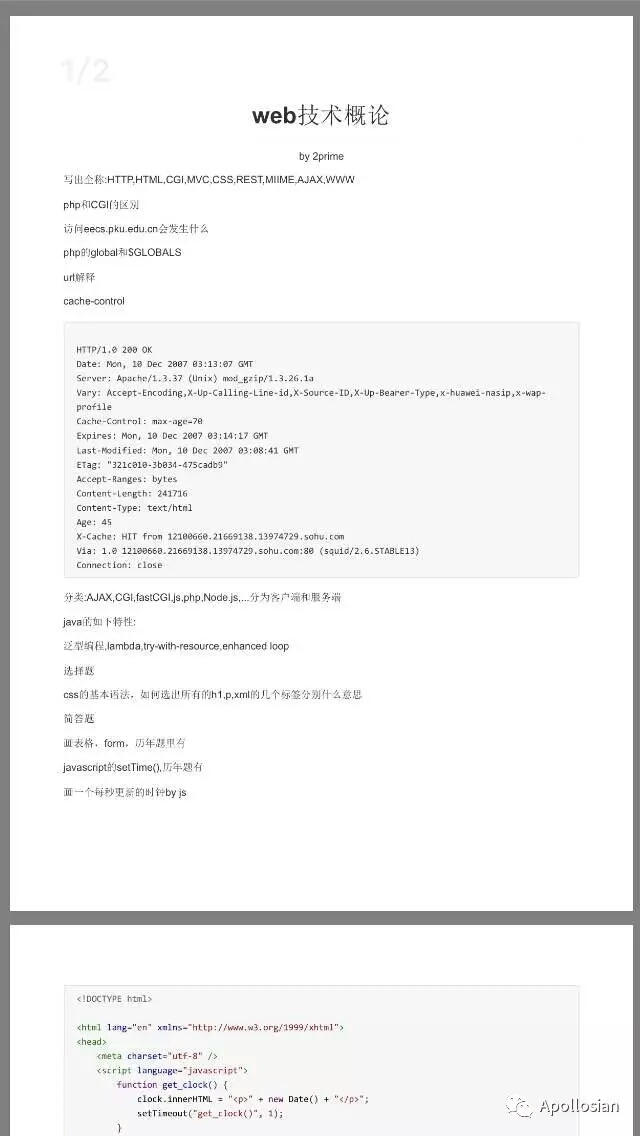 1/2
web技术概论
by 2prime
写出全称:HTTP,HTML,CGI,MVC,CSS,REST,MIIME,AJAX,WWW
php和CGI的区别
访问eecs.pku.edu.cn会发生什么
php的global和$GLOBALS
url解释
cache-control
HTTP/1.0 200 OK
Date: Mon, 10 Dec 2007 03:13:07 GMT
Server: Apache/1.3.37 (Unix) mod_gzip/1.3.26.1a
Vary: Accept-Encoding,X-Up-Calling-Line-id,X-Source-ID,X-Up-Bearer-Type,x-huawei-nasip,x-wap-
profile
Cache-Control: max-age=70
Expires: Mon, 10 Dec 2007 03:14:17 GMT
Last-Modified: Mon, 10 Dec 2007 03:08:41 GMT
ETag: "321c010-3b034-475cadb9"
Accept-Ranges: bytes
Content-Length: 241716
Content-Type: text/html
Age: 45
X-Cache: HIT from 12100660.21669138.13974729.sohu.com
Via: 1.0 12100660.21669138.13974729.sohu.com:80 (squid/2.6.STABLE13)
Connection: close
分类:AJAX,CGI,fastCGI,js,php,Node.js,...分为客户端和服务端
java的如下特性:
泛型编程,lambda,try-with-resource,enhanced loop
选择题
css的基本语法，如何选出所有的h1,p,xml的几个标签分别什么意思
简答题
画表格，form，历年题里有
javascript的setTime(),历年题有
画一个每秒更新的时钟by js
<!DOCTYPE html>
<html lang="en" xmlns="http://www.w3.org/1999/xhtml">
<head>
<meta charset="utf-8" />
<script language="javascript">
function get_clock() {
clock.innerHTML = "<p>" + new Date() + "</p>";
setTimeout("get_clock()", 1);
}
Apollosian